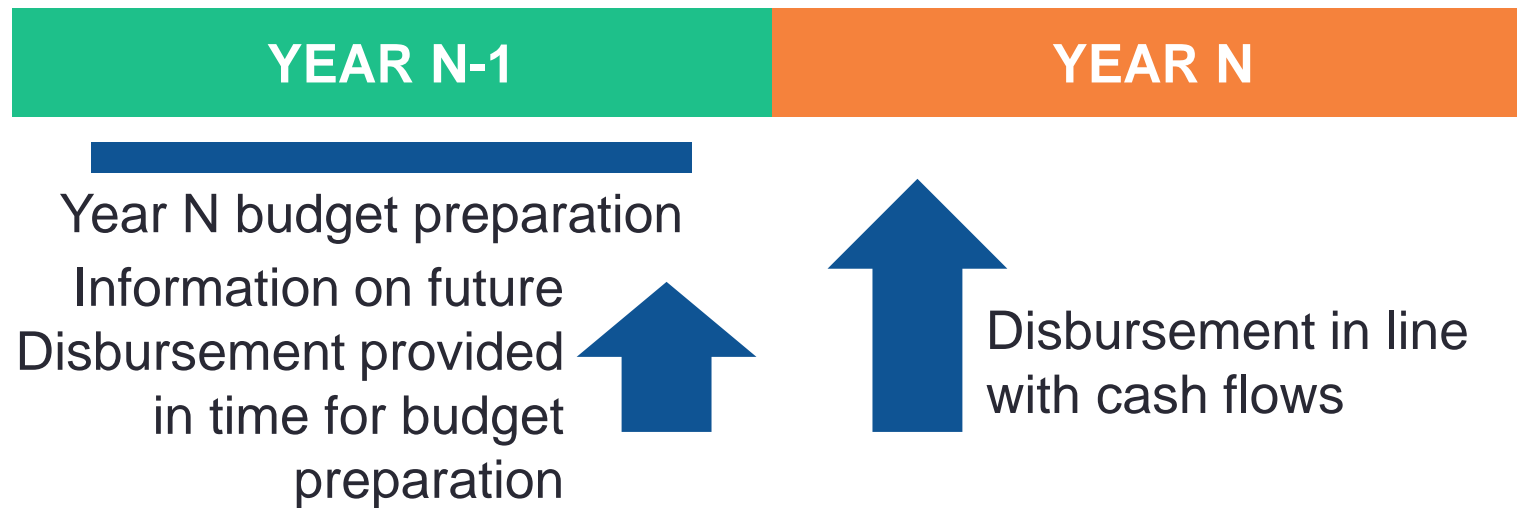 YEAR N-1
YEAR N
Year N budget preparation
Information on future
Disbursement provided
in time for budget
preparation
Disbursement in line
with cash flows